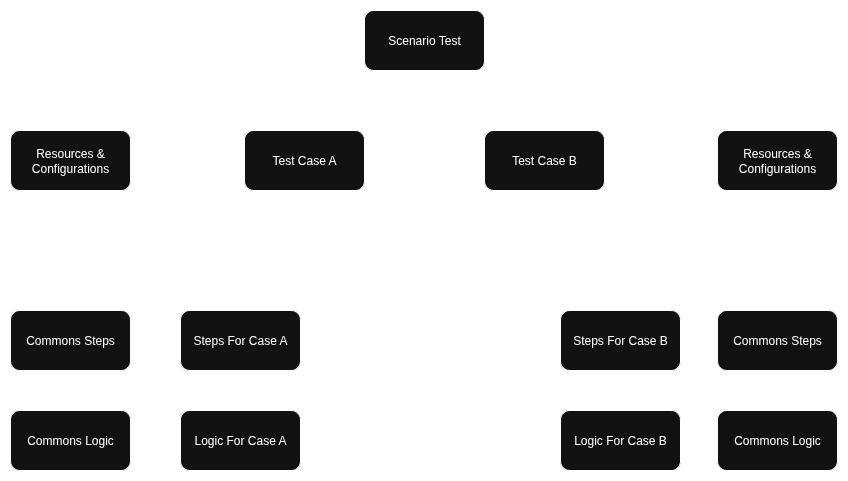 Scenario Test
Resources &
Configurations
Test Case A
Test Case B
Resources &
Configurations
Commons Steps
Steps For Case A
Steps For Case B
Commons Steps
Commons Logic
Logic For Case A
Logic For Case B
Commons Logic